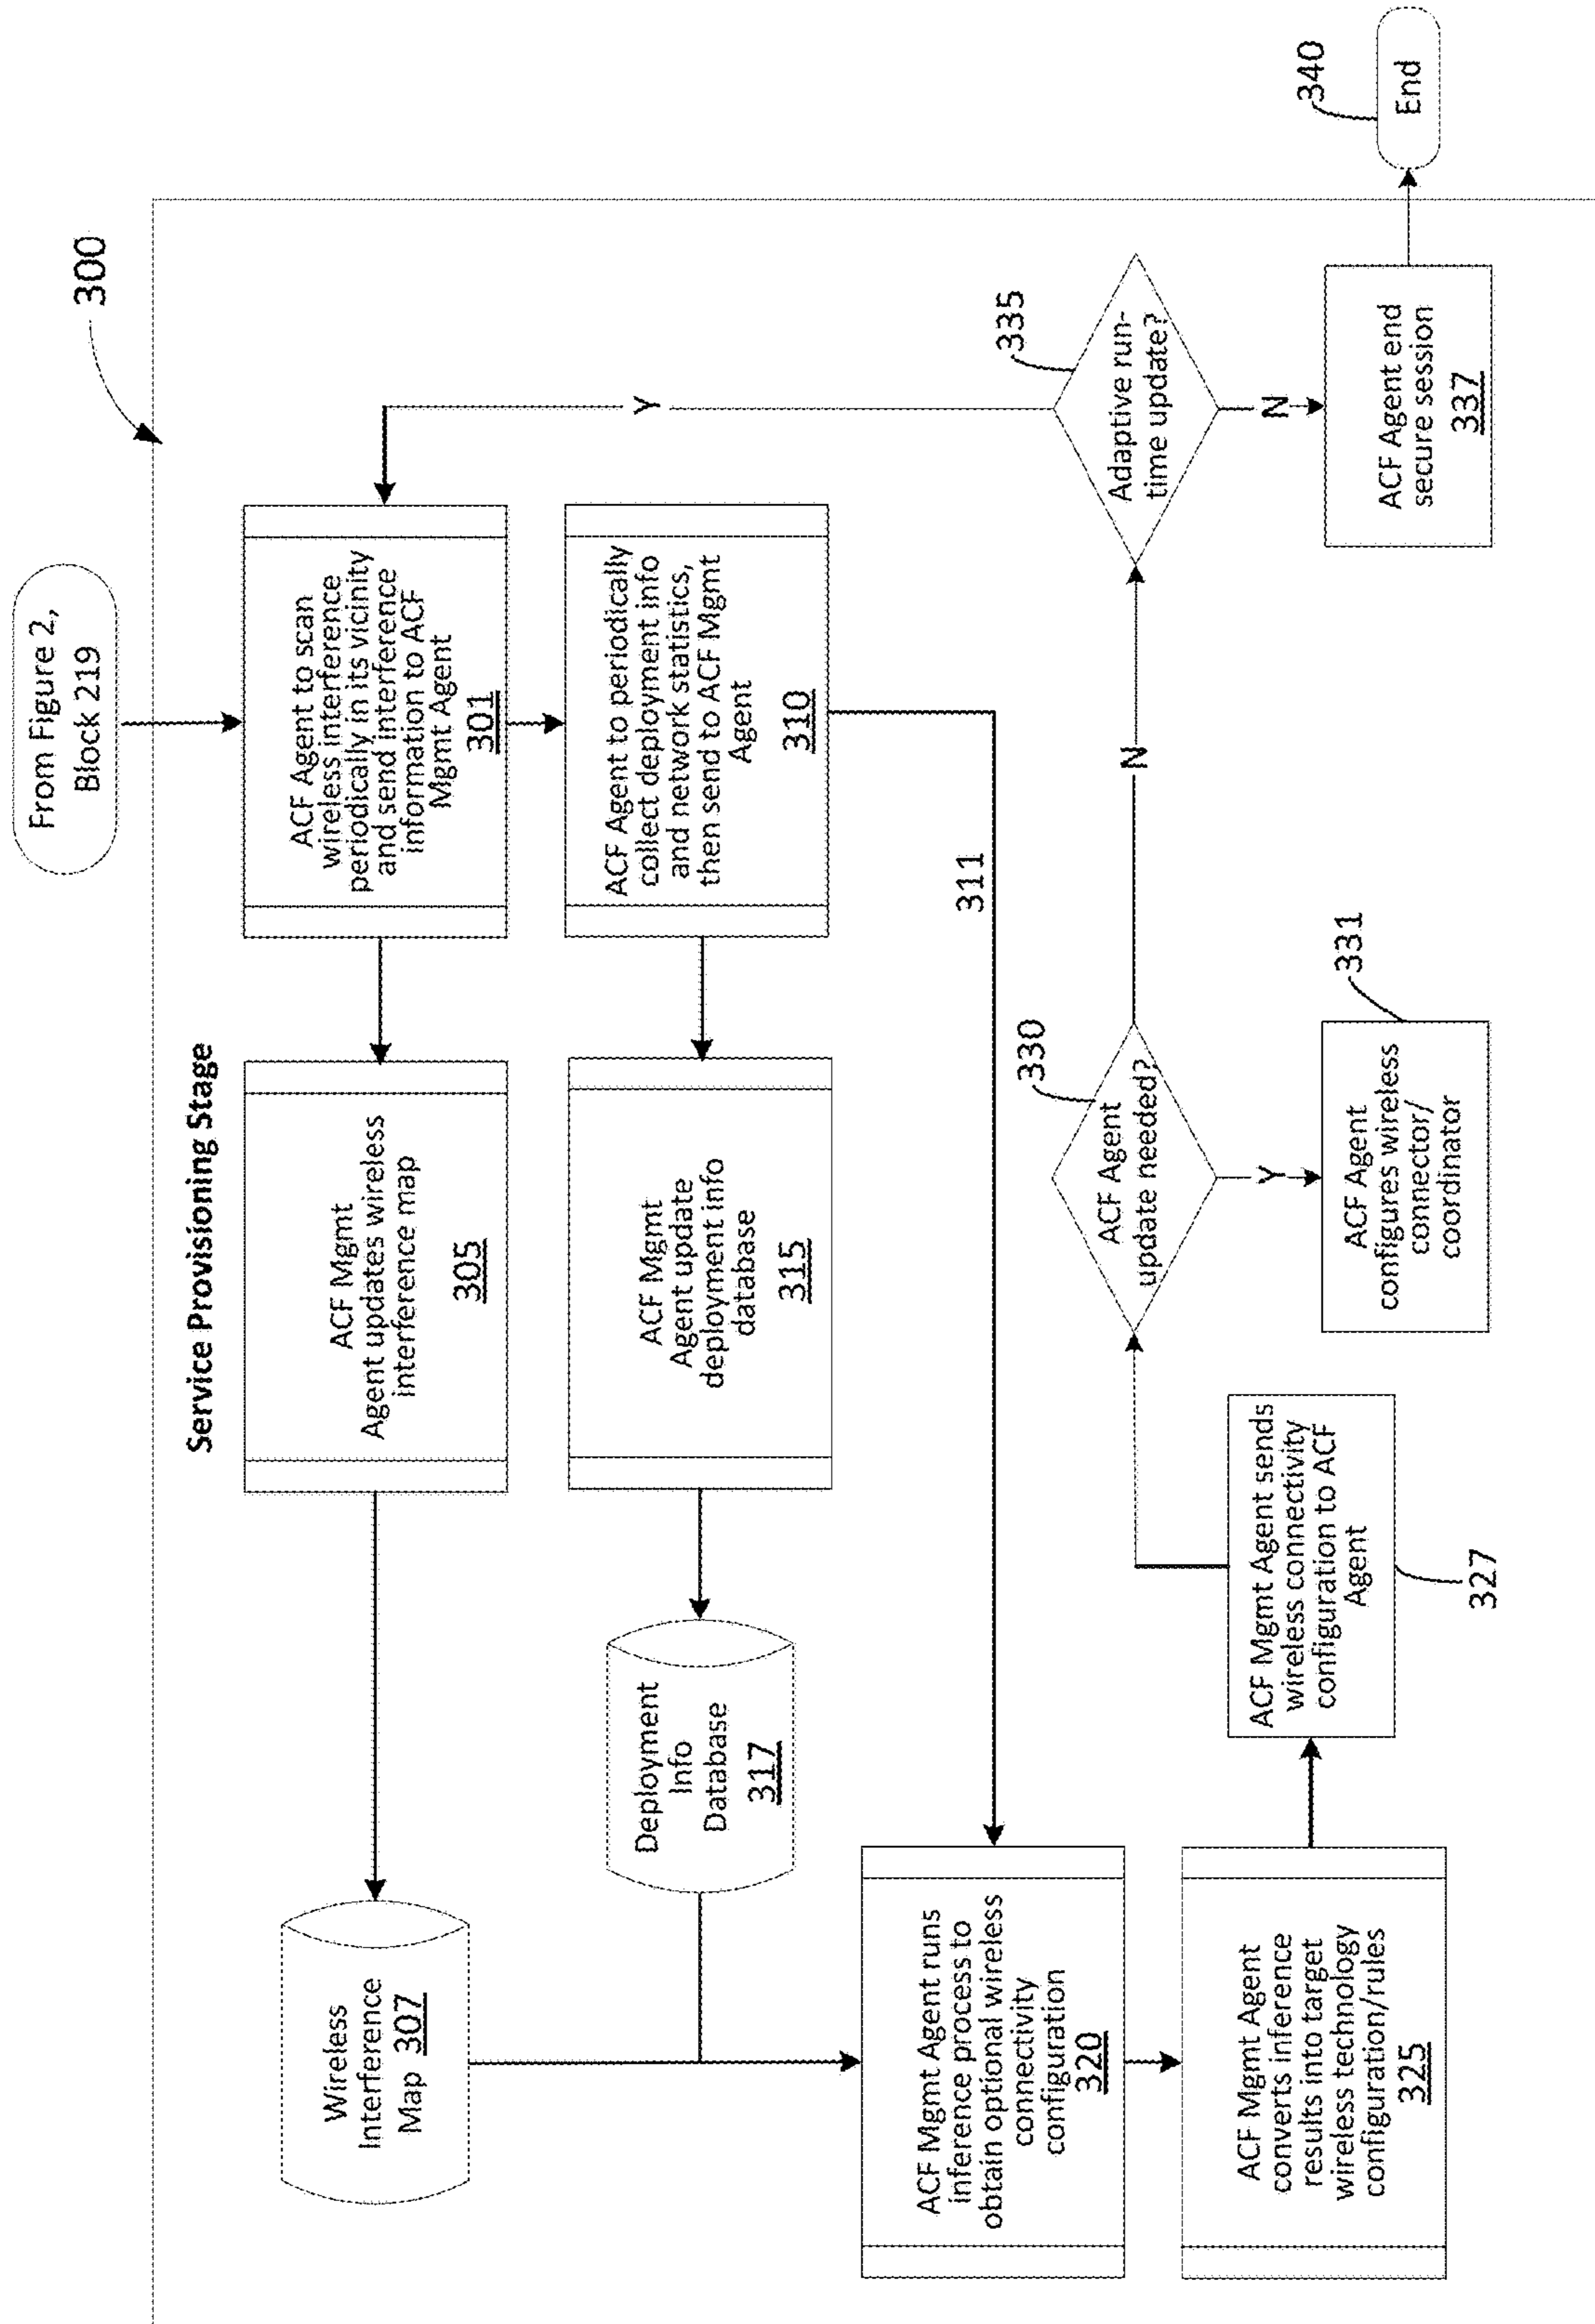 From Figure 2,
Block 219
300
Service Provisioning Stage
ACF Agent to scan
wireless interference
periodically in its vicinity
and send interference
information to ACF
Mgmt Agent
301
ACF Mgmt
Agent updates wireless
interference map
305
Wireless
Interference
Map 307
ACF Agent to periodically
collect deployment info
and network statistics,
then send to ACF Mgmt
Agent
310
ACF Mgmt
Agent update
deployment info
database
315
Deployment
Info
Database
317
311
ACF Mgmt Agent runs
inference process to
obtain optional wireless
connectivity
configuration
320
ACF Mgmt Agent
converts inference
results into target
wireless technology
configuration/rules
325
ACF Mgmt Agent sends
wireless connectivity
configuration to ACF
Agent
327
ACF Agent
update needed?
330
Y
ACF Agent
configures wireless
connector/
coordinator
331
N
Adaptive run-
time update?
335
Y
N
ACF Agent end
secure session
337
End
340